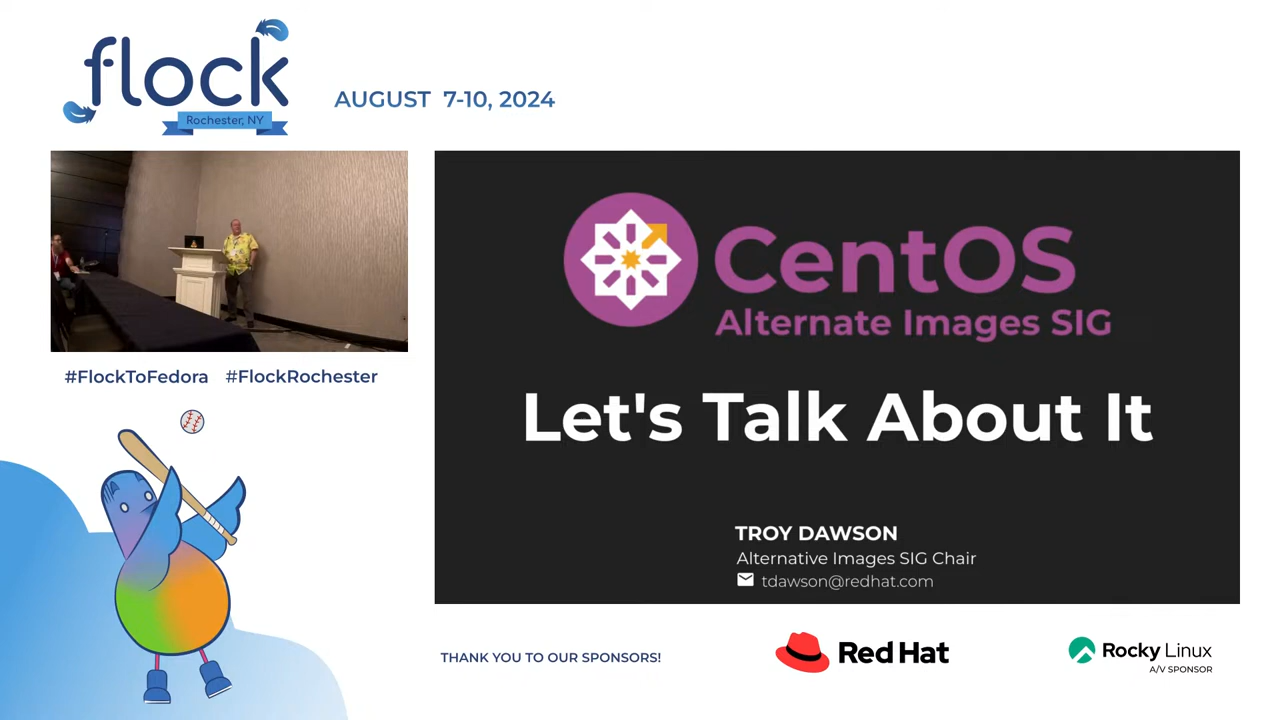 flock
Rochester, NY
AUGUST 7-10, 2024
CentOS
Alternate Images SIG
Let's Talk About It
TROY DAWSON
Alternative Images SIG Chair
tdawson@redhat.com
#FlockToFedora #FlockRochester
THANK YOU TO OUR SPONSORS!
Red Hat
Rocky Linux
A/V SPONSOR